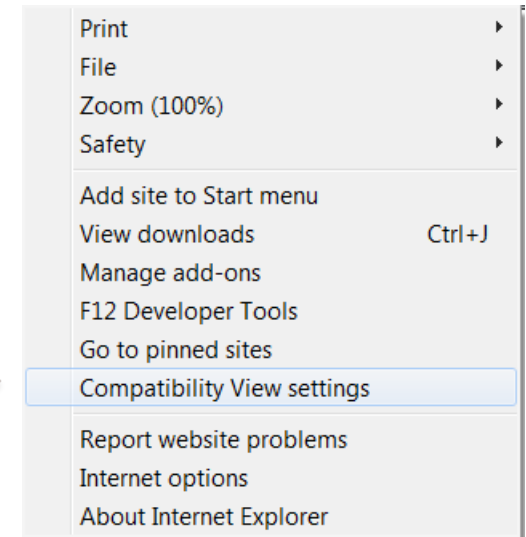 Print
File
Zoom (100%)
Safety
Add site to Start menu
View downloads Ctrl+J
Manage add-ons
F12 Developer Tools
Go to pinned sites
Compatibility View settings
Report website problems
Internet options
About Internet Explorer